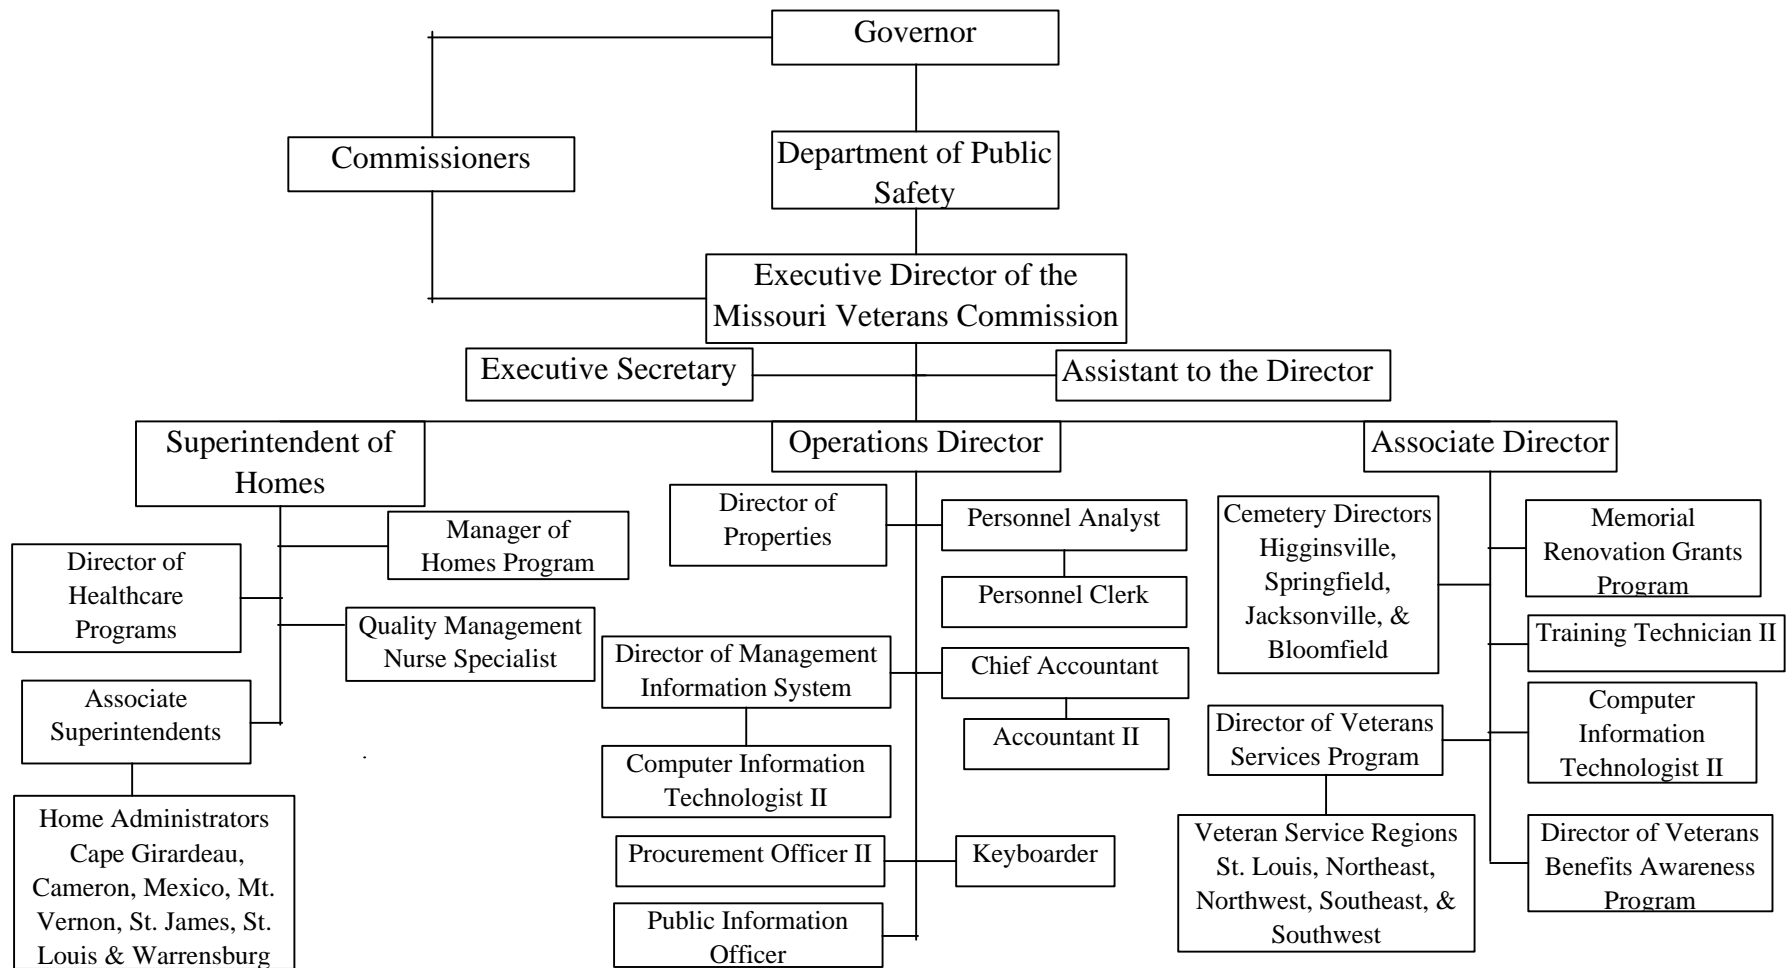 Governor
Commissioners
Department of Public
Safety
Executive Director of the
Missouri Veterans Commission
Executive Secretary
Assistant to the Director
Superintendent of
Homes
Operations Director
Associate Director
Manager of
Homes Program
Director of
Healthcare
Programs
Quality Management
Nurse Specialist
Associate
Superintendents
Home Administrators
Cape Girardeau,
Cameron, Mexico, Mt.
Vernon, St. James, St.
Louis & Warrensburg
Director of
Properties
Personnel Analyst
Personnel Clerk
Director of Management
Information System
Chief Accountant
Accountant II
Computer Information
Technologist II
Procurement Officer II
Keyboarder
Public Information
Officer
Cemetery Directors
Higginsville,
Springfield,
Jacksonville, &
Bloomfield
Memorial
Renovation Grants
Program
Training Technician II
Director of Veterans
Services Program
Computer
Information
Technologist II
Veteran Service Regions
St. Louis, Northeast,
Northwest, Southeast, &
Southwest
Director of Veterans
Benefits Awareness
Program